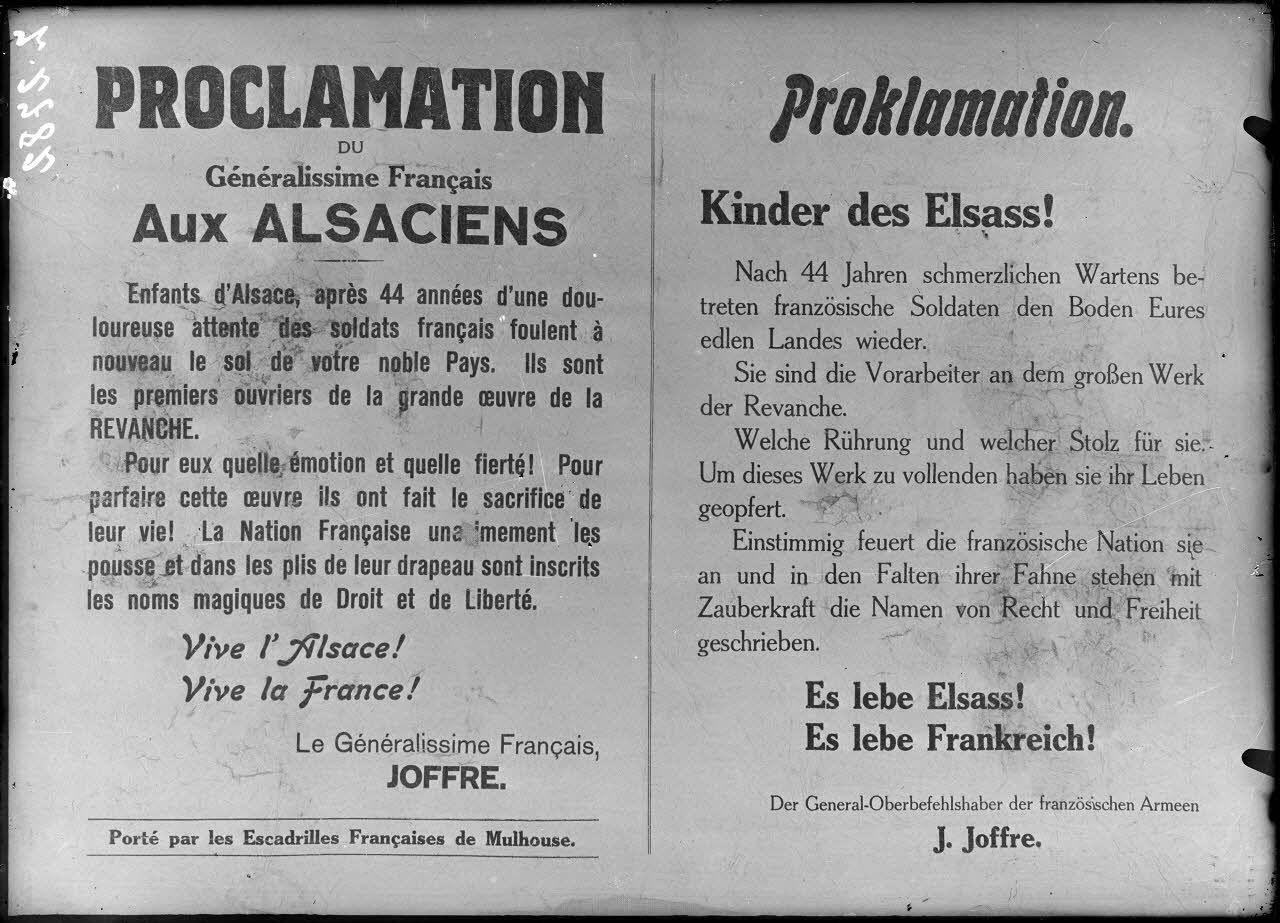 2832-2
PROCLAMATION
DU
Généralissime Français
Aux ALSACIENS
Enfants d'Alsace, après 44 années d'une dou-
loureuse attente des soldats français foulent à
nouveau le sol de votre noble Pays. Ils sont
les premiers ouvriers de la grande œuvre de la
REVANCHE.
Pour eux quelle émotion et quelle fierté! Pour
parfaire cette œuvre ils ont fait le sacrifice de
leur vie! La Nation Française una imement les
pousse et dans les plis de leur drapeau sont inscrits
les noms magiques de Droit et de Liberté.
Vive l'Alsace!
Vive la France!
Le Généralissime Français,
JOFFRE.
Porté par les Escadrilles Françaises de Mulhouse.
Proklamation.
Kinder des Elsass!
Nach 44 Jahren schmerzlichen Wartens be-
treten französische Soldaten den Boden Eures
edlen Landes wieder.
Sie sind die Vorarbeiter an dem großen Werk
der Revanche.
Welche Rührung und welcher Stolz für sie.
Um dieses Werk zu vollenden haben sie ihr Leben
geopfert.
Einstimmig feuert die französische Nation sie
an und in den Falten ihrer Fahne stehen mit
Zauberkraft die Namen von Recht und Freiheit
geschrieben.
Es lebe Elsass!
Es lebe Frankreich!
Der General-Oberbefehlshaber der französischen Armeen
J. Joffre.